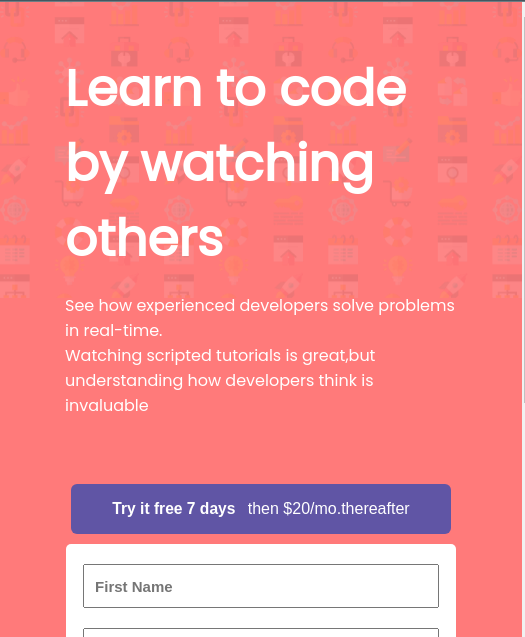 Learn to code
by watching
others
See how experienced developers solve problems
in real-time.
Watching scripted tutorials is great,but
understanding how developers think is
invaluable
Try it free 7 days then $20/mo.thereafter
First Name